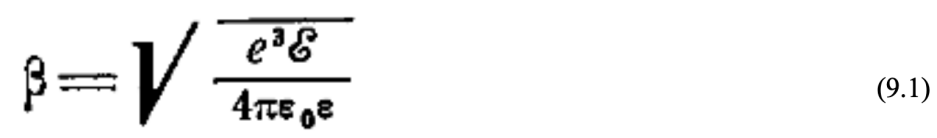 β = √(e³ℰ / 4πε₀ε) (9.1)